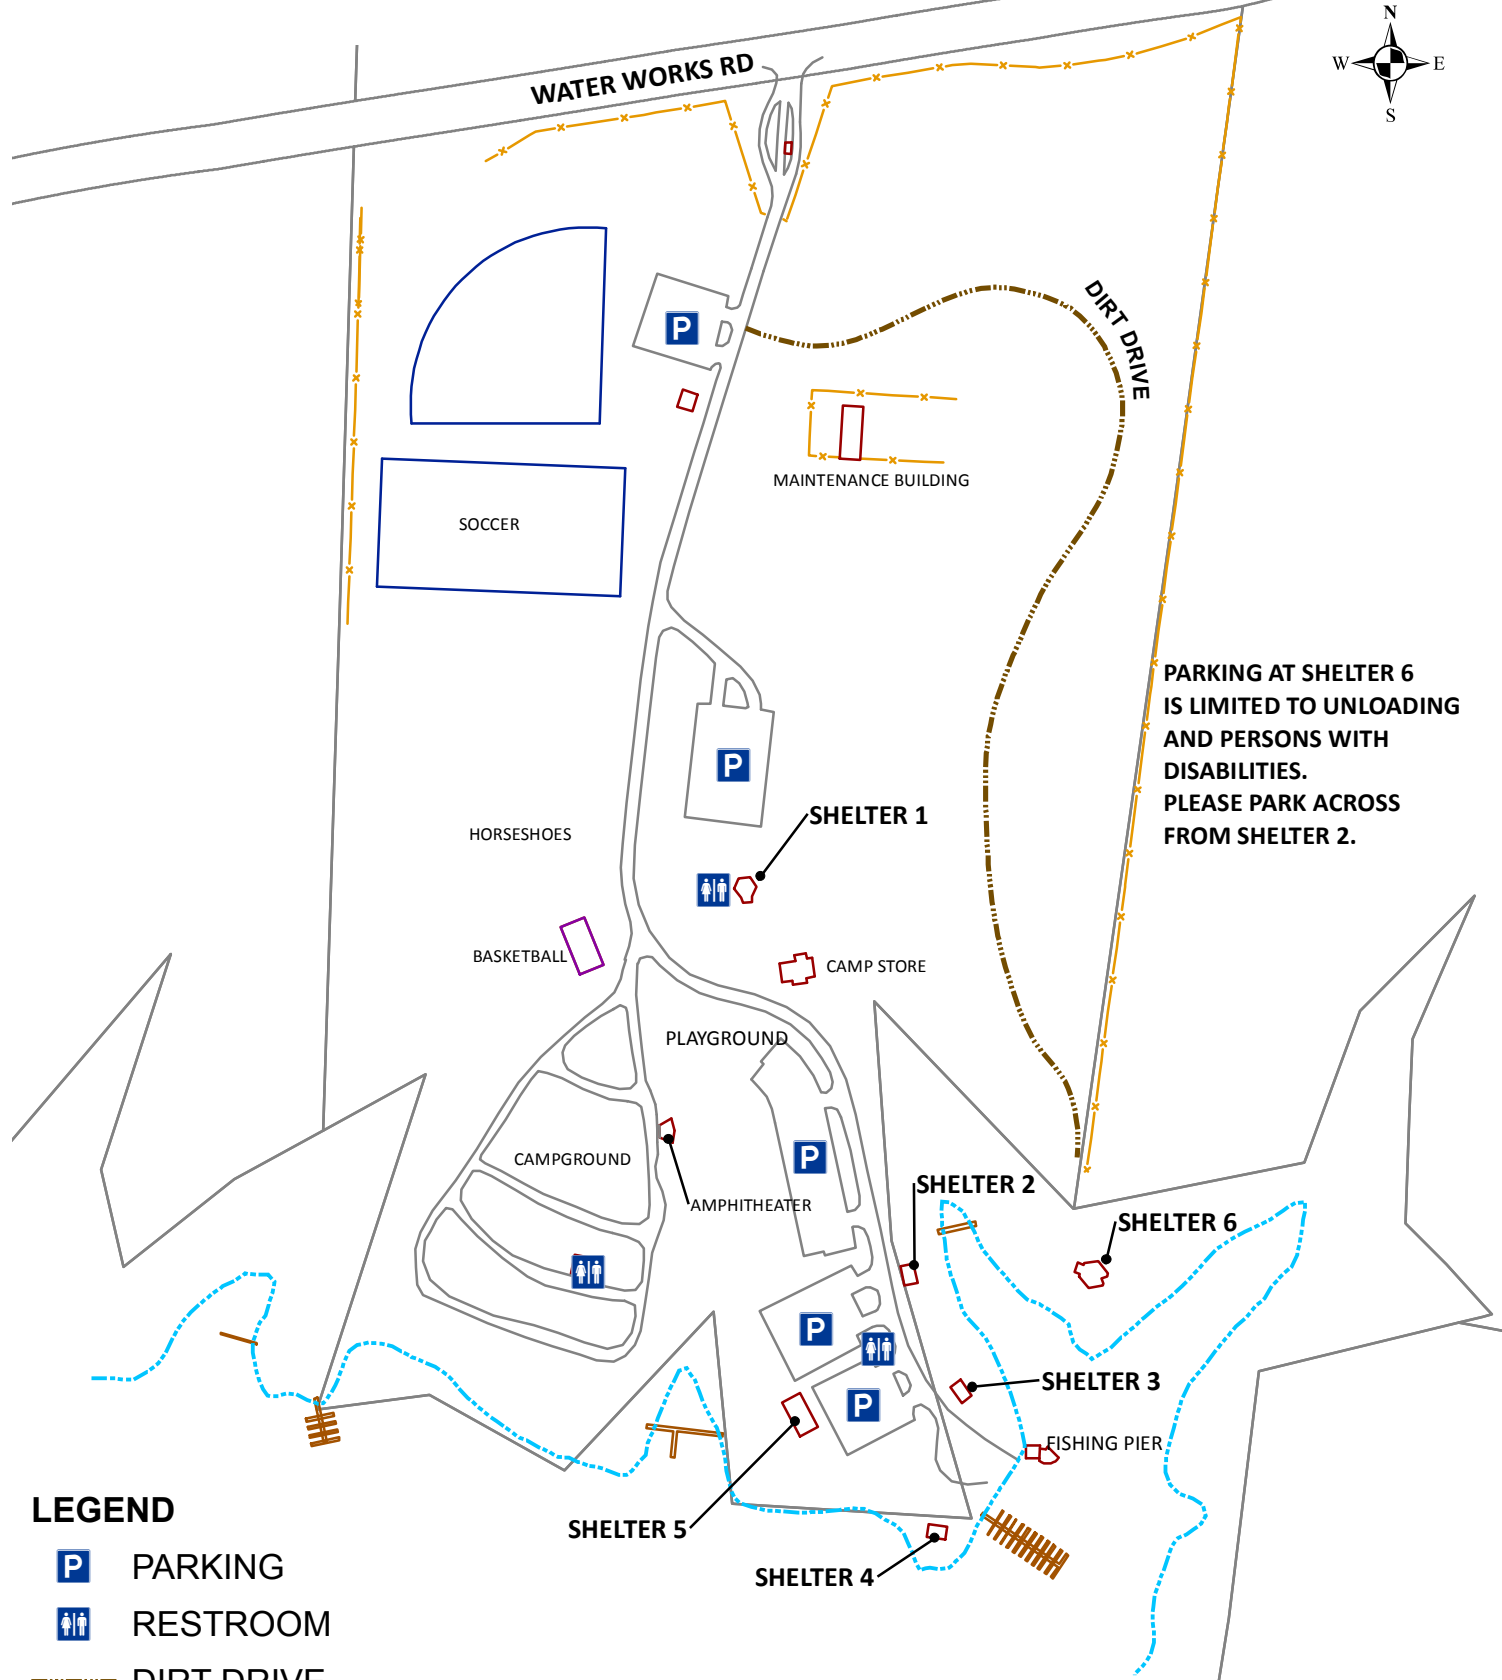 N
W E
S
WATER WORKS RD
DIRT DRIVE
P
MAINTENANCE BUILDING
SOCCER
PARKING AT SHELTER 6
IS LIMITED TO UNLOADING
AND PERSONS WITH
DISABILITIES.
PLEASE PARK ACROSS
FROM SHELTER 2.
P
SHELTER 1
HORSESHOES
BASKETBALL
CAMP STORE
PLAYGROUND
CAMPGROUND
P
AMPHITHEATER
SHELTER 2
SHELTER 6
P
SHELTER 3
P
FISHING PIER
SHELTER 5
SHELTER 4
LEGEND
P PARKING
RESTROOM
DIRT DRIVE